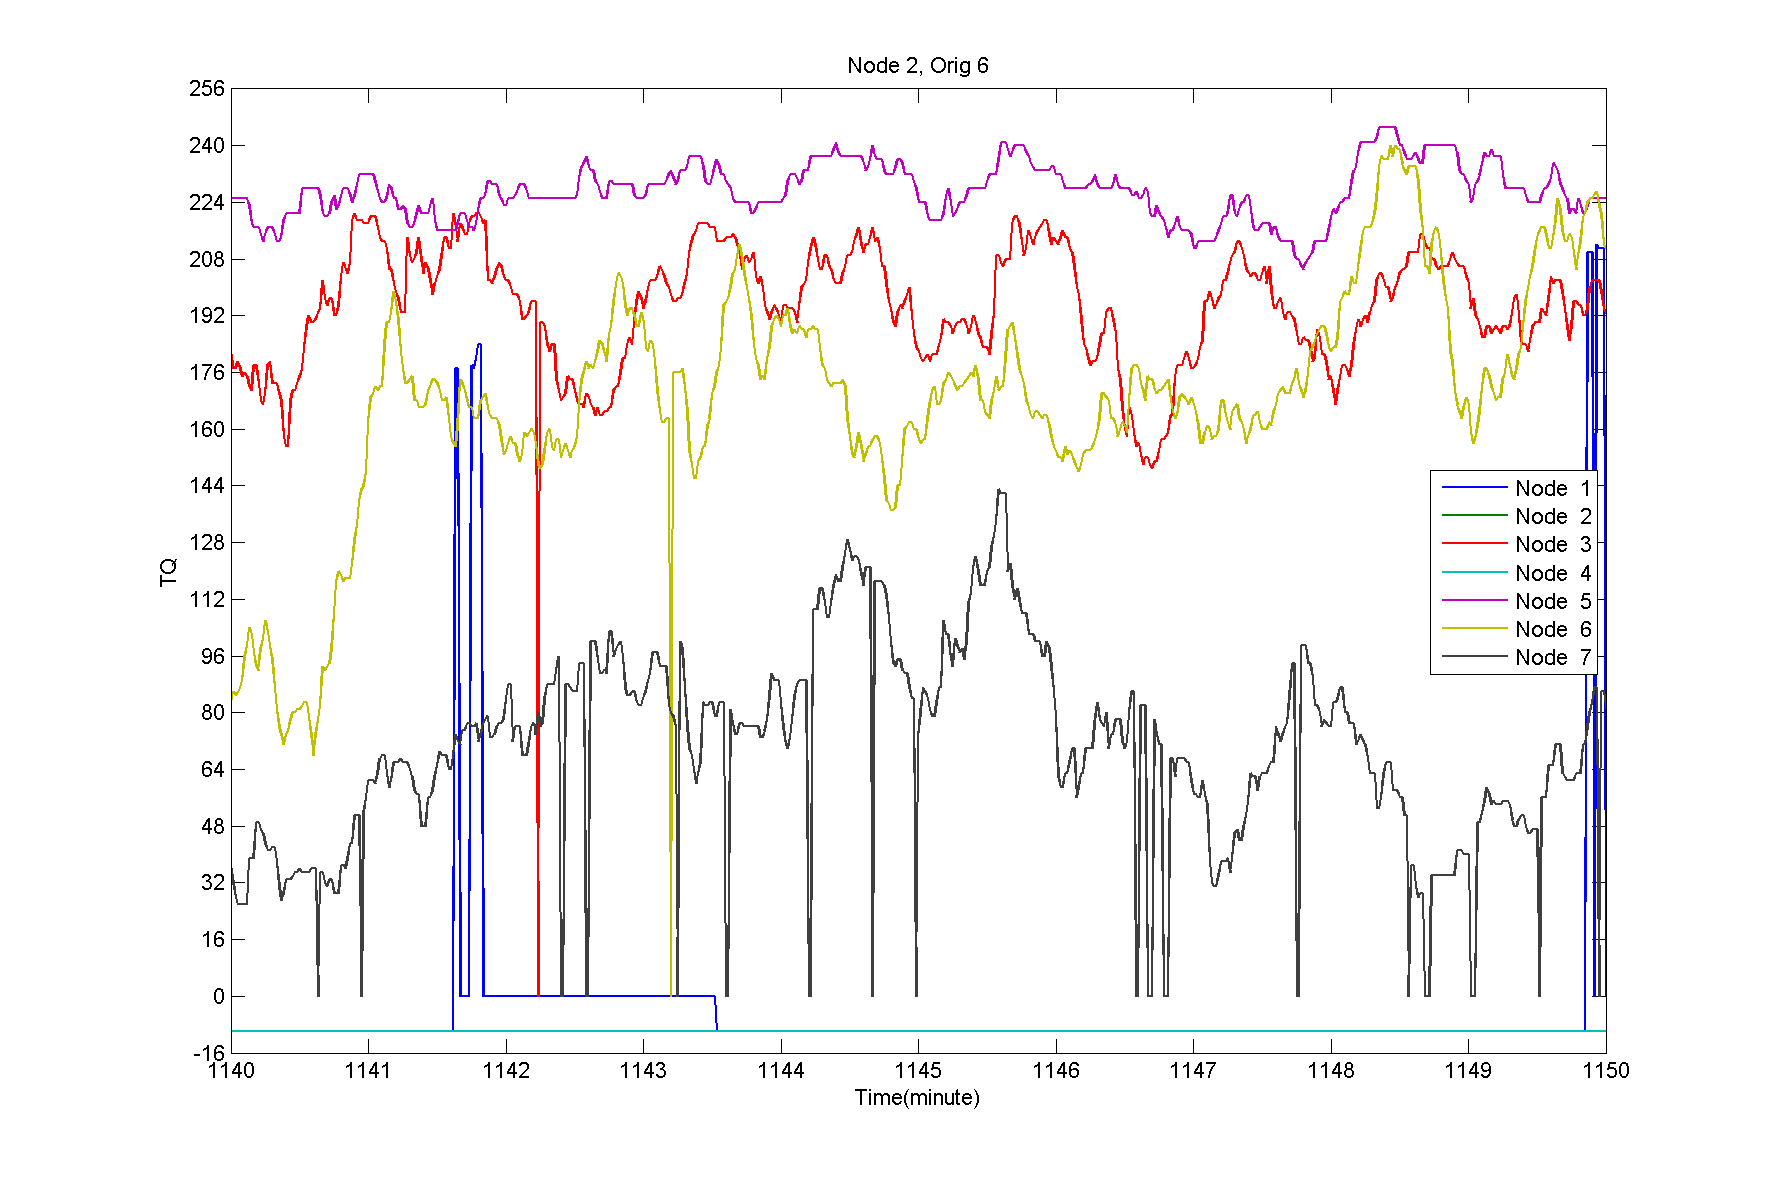 Node 2, Orig 6
256
240
224
208
192
176
160
144
128
112
96
80
64
48
32
16
0
-16
TQ
1140 1141 1142 1143 1144 1145 1146 1147 1148 1149 1150
Time(minute)
Node 1
Node 2
Node 3
Node 4
Node 5
Node 6
Node 7